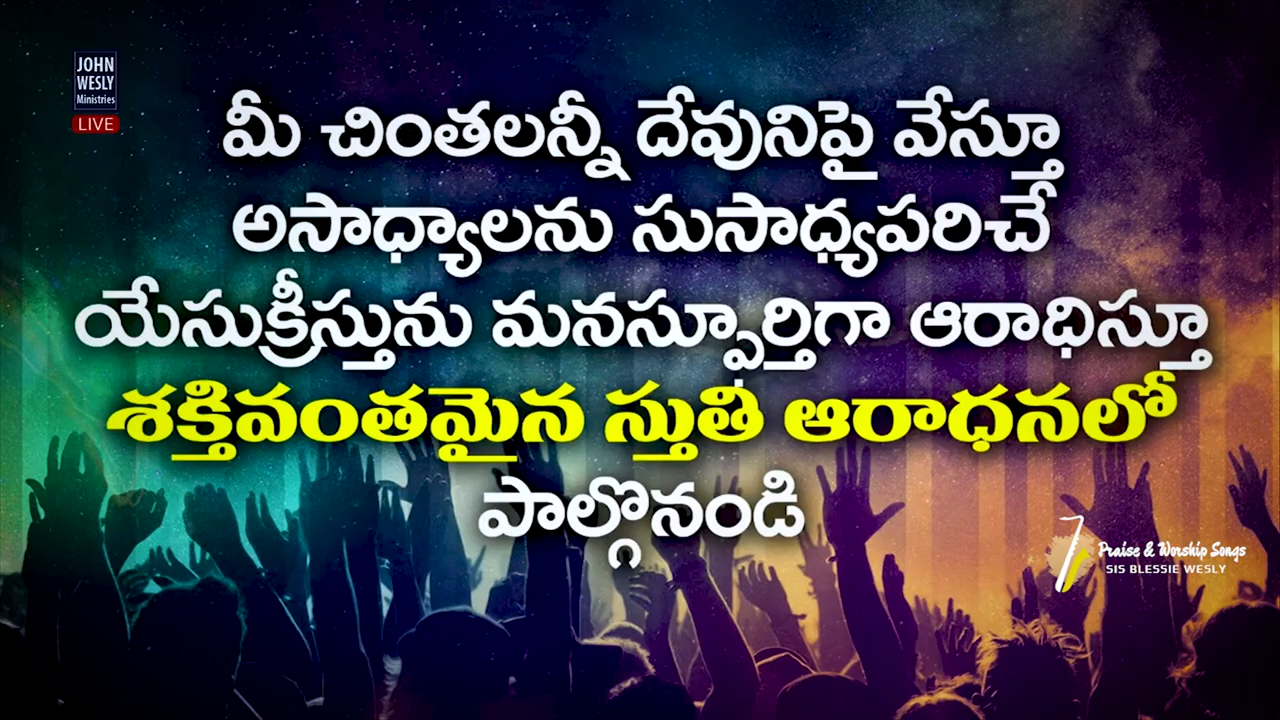 JOHN
WESLY
Ministries
LIVE
మీ చింతలన్నీ దేవునిపై వేస్తూ
అసాధ్యాలను సుసాధ్యపరిచే
యేసుక్రీస్తును మనస్ఫూర్తిగా ఆరాధిస్తూ
శక్తివంతమైన స్తుతి ఆరాధనలో
పాల్గొనండి
7 Praise & Worship Songs
SIS BLESSIE WESLY